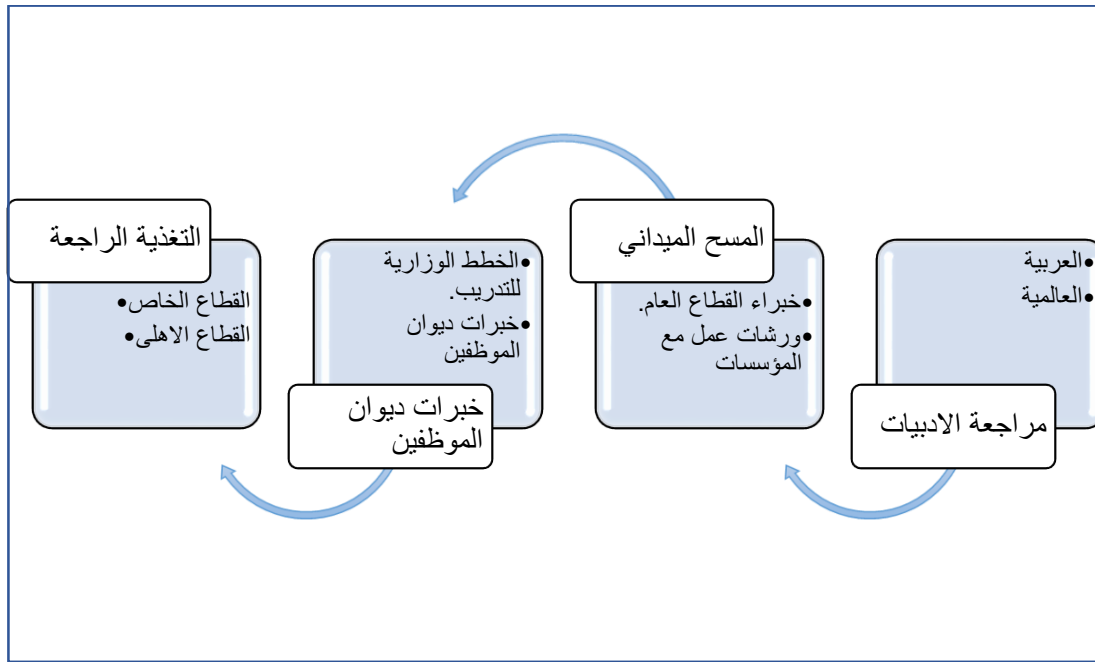 •العربية
•العالمية
مراجعة الادبيات
المسح الميداني
•خبراء القطاع العام.
•ورشات عمل مع
المؤسسات
•الخطط الوزارية
للتدريب.
•خبرات ديوان
الموظفين
خبرات ديوان
الموظفين
التغذية الراجعة
القطاع الخاص•
القطاع الاهلى•